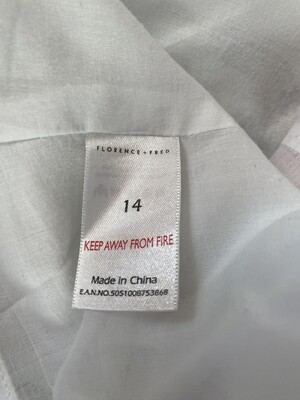 FLORENCE + FRED
14
KEEP AWAY FROM FIRE
Made in China
E.A.N.NO.5051008753868